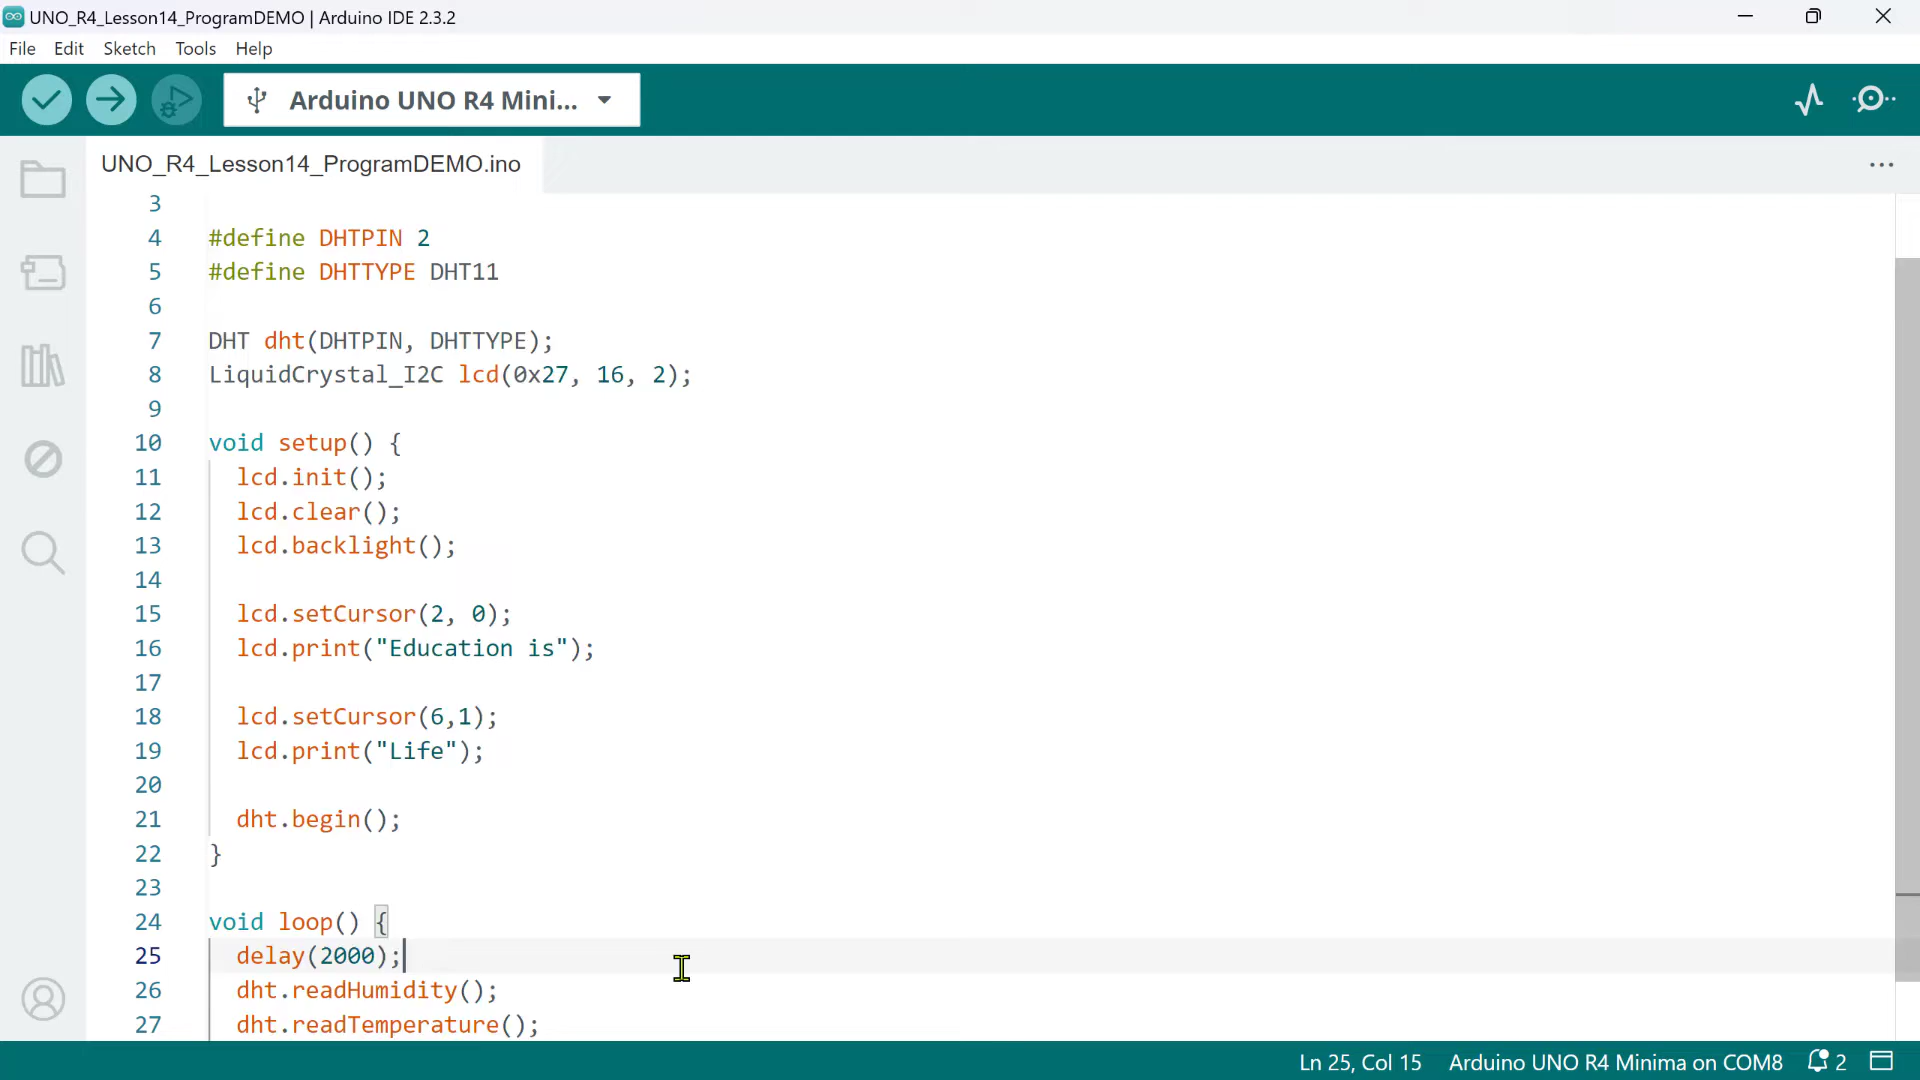 UNO_R4_Lesson14_ProgramDEMO | Arduino IDE 2.3.2
File Edit Sketch Tools Help
Arduino UNO R4 Mini...
UNO_R4_Lesson14_ProgramDEMO.ino
3
4 #define DHTPIN 2
5 #define DHTTYPE DHT11
6
7 DHT dht(DHTPIN, DHTTYPE);
8 LiquidCrystal_I2C lcd(0x27, 16, 2);
9
10 void setup() {
11 lcd.init();
12 lcd.clear();
13 lcd.backlight();
14
15 lcd.setCursor(2, 0);
16 lcd.print("Education is");
17
18 lcd.setCursor(6,1);
19 lcd.print("Life");
20
21 dht.begin();
22 }
23
24 void loop() {
25 delay(2000);
26 dht.readHumidity();
27 dht.readTemperature();
Ln 25, Col 15 Arduino UNO R4 Minima on COM8 2